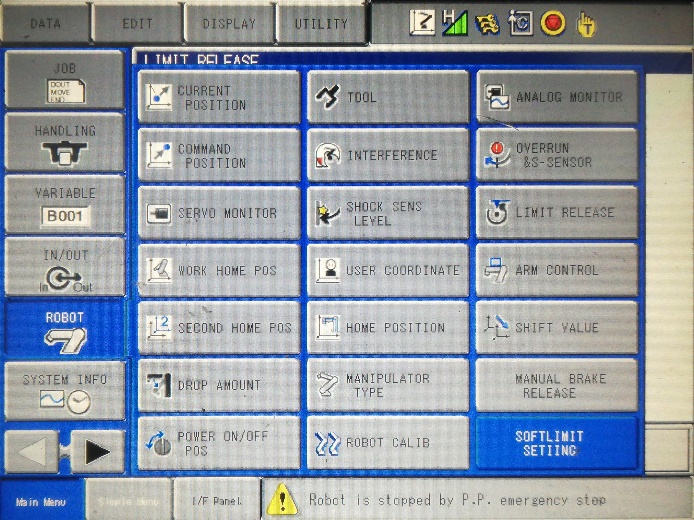 DATA EDIT DISPLAY UTILITY
LIMIT RELEASE
JOB
DOUT
MOVE
END
HANDLING
VARIABLE
B001
IN/OUT
In Out
ROBOT
SYSTEM INFO
CURRENT
POSITION
TOOL
ANALOG MONITOR
COMMAND
POSITION
INTERFERENCE
OVERRUN
&S-SENSOR
SERVO MONITOR
SHOCK SENS
LEVEL
LIMIT RELEASE
WORK HOME POS
USER COORDINATE
ARM CONTROL
SECOND HOME POS
HOME POSITION
SHIFT VALUE
DROP AMOUNT
MANIPULATOR
TYPE
MANUAL BRAKE
RELEASE
POWER ON/OFF
POS
ROBOT CALIB
SOFTLIMIT
SETIING
Main Menu
Simple Menu
I/F Panel
Robot is stopped by P.P. emergency stop